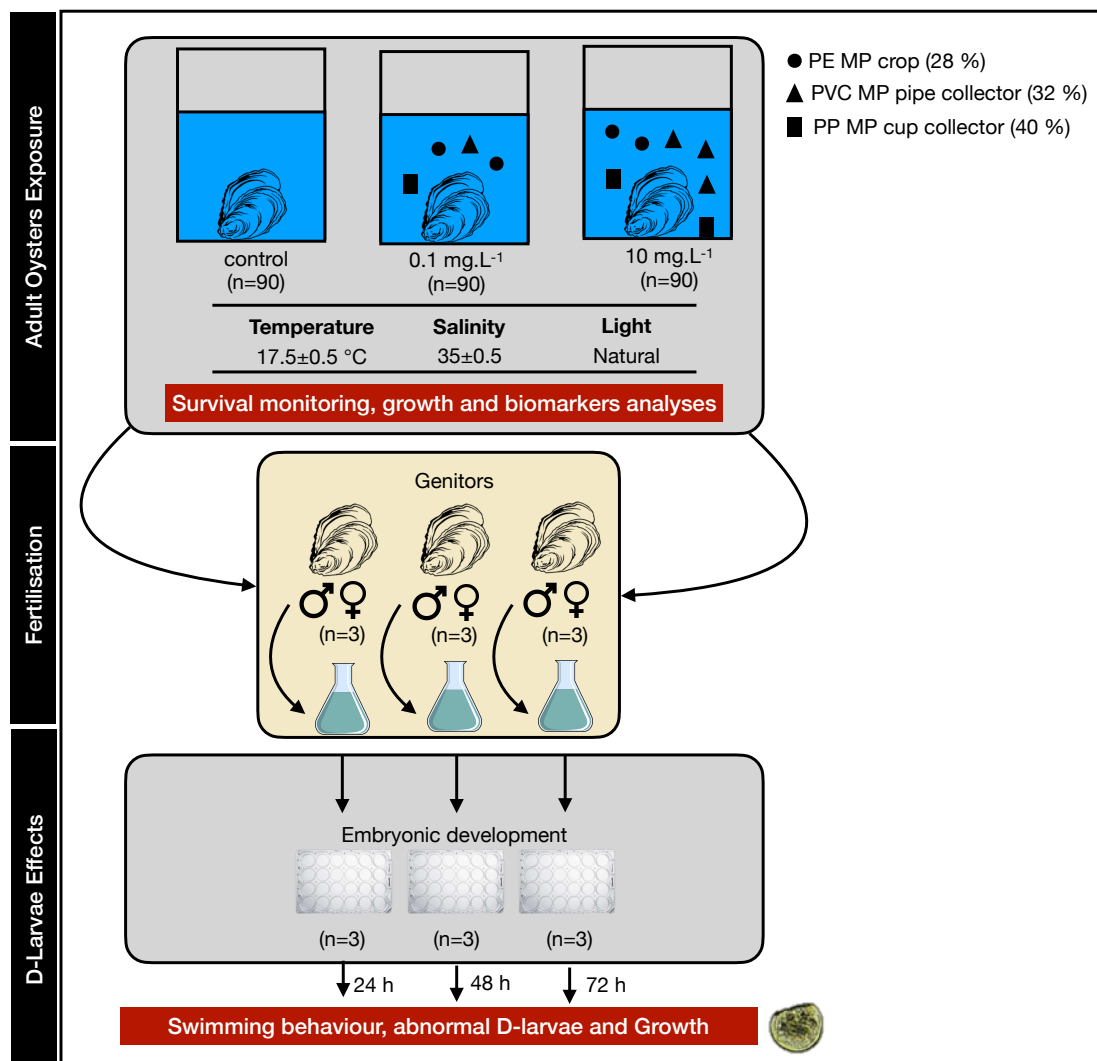 Adult Oysters Exposure
PE MP crop (28 %)
PVC MP pipe collector (32 %)
PP MP cup collector (40 %)
control
(n=90)
0.1 mg.L⁻¹
(n=90)
10 mg.L⁻¹
(n=90)
Temperature Salinity Light
17.5±0.5 °C 35±0.5 Natural
Survival monitoring, growth and biomarkers analyses
Fertilisation
Genitors
♂♀ ♂♀ ♂♀
(n=3) (n=3) (n=3)
D-Larvae Effects
Embryonic development
(n=3) (n=3) (n=3)
24 h 48 h 72 h
Swimming behaviour, abnormal D-larvae and Growth